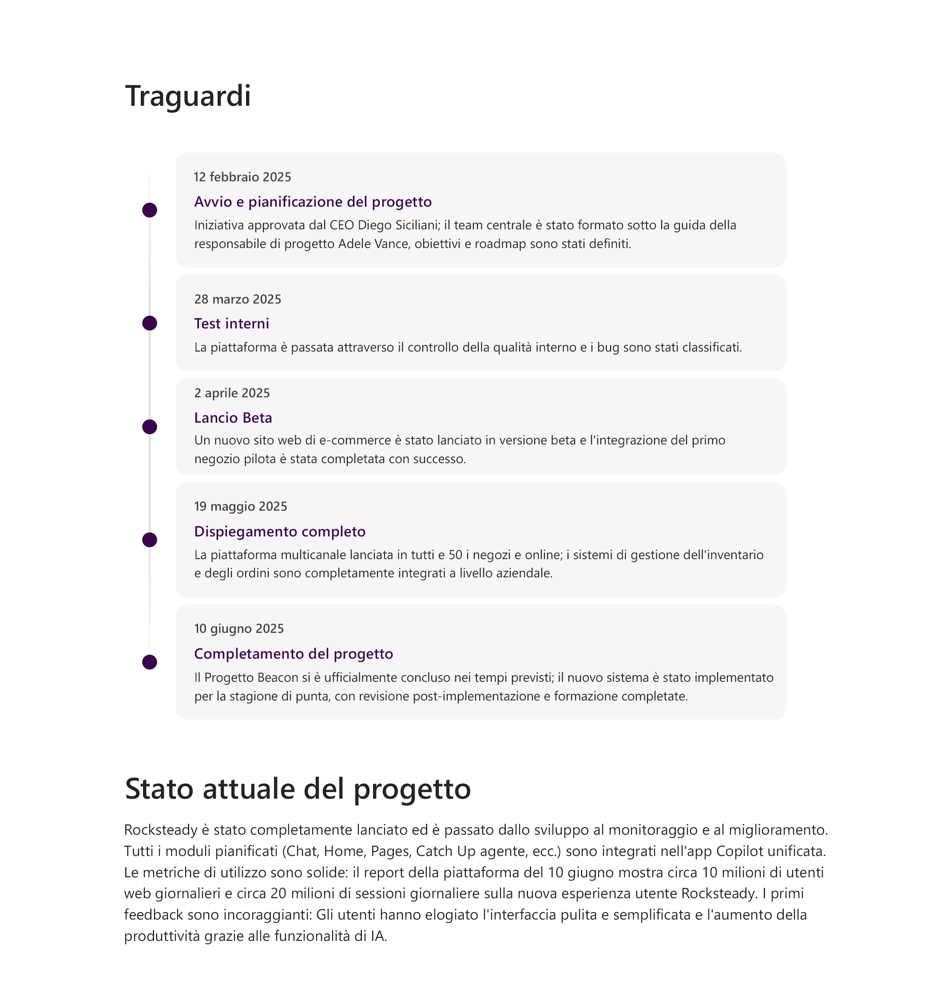 Traguardi
12 febbraio 2025
Avvio e pianificazione del progetto
Iniziativa approvata dal CEO Diego Siciliani; il team centrale è stato formato sotto la guida della
responsabile di progetto Adele Vance, obiettivi e roadmap sono stati definiti.
28 marzo 2025
Test interni
La piattaforma è passata attraverso il controllo della qualità interno e i bug sono stati classificati.
2 aprile 2025
Lancio Beta
Un nuovo sito web di e-commerce è stato lanciato in versione beta e l'integrazione del primo
negozio pilota è stata completata con successo.
19 maggio 2025
Dispiegamento completo
La piattaforma multicanale lanciata in tutti e 50 i negozi e online; i sistemi di gestione dell'inventario
e degli ordini sono completamente integrati a livello aziendale.
10 giugno 2025
Completamento del progetto
Il Progetto Beacon si è ufficialmente concluso nei tempi previsti; il nuovo sistema è stato implementato
per la stagione di punta, con revisione post-implementazione e formazione completate.
Stato attuale del progetto
Rocksteady è stato completamente lanciato ed è passato dallo sviluppo al monitoraggio e al miglioramento.
Tutti i moduli pianificati (Chat, Home, Pages, Catch Up agente, ecc.) sono integrati nell'app Copilot unificata.
Le metriche di utilizzo sono solide: il report della piattaforma del 10 giugno mostra circa 10 milioni di utenti
web giornalieri e circa 20 milioni di sessioni giornaliere sulla nuova esperienza utente Rocksteady. I primi
feedback sono incoraggianti: Gli utenti hanno elogiato l'interfaccia pulita e semplificata e l'aumento della
produttività grazie alle funzionalità di IA.